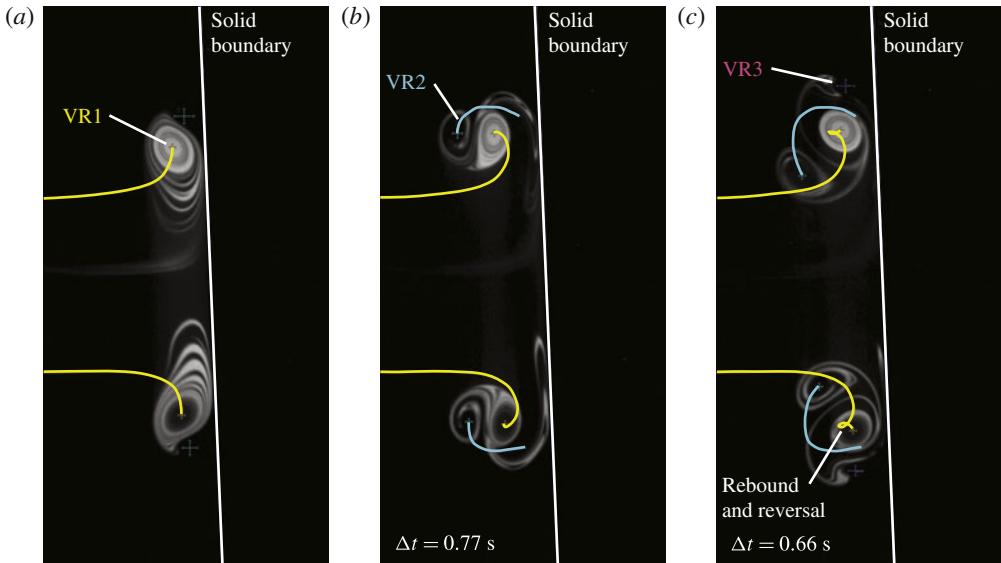 (a)
Solid
boundary
VR1
(b)
Solid
boundary
VR2
Δt = 0.77 s
(c)
Solid
boundary
VR3
Rebound
and reversal
Δt = 0.66 s